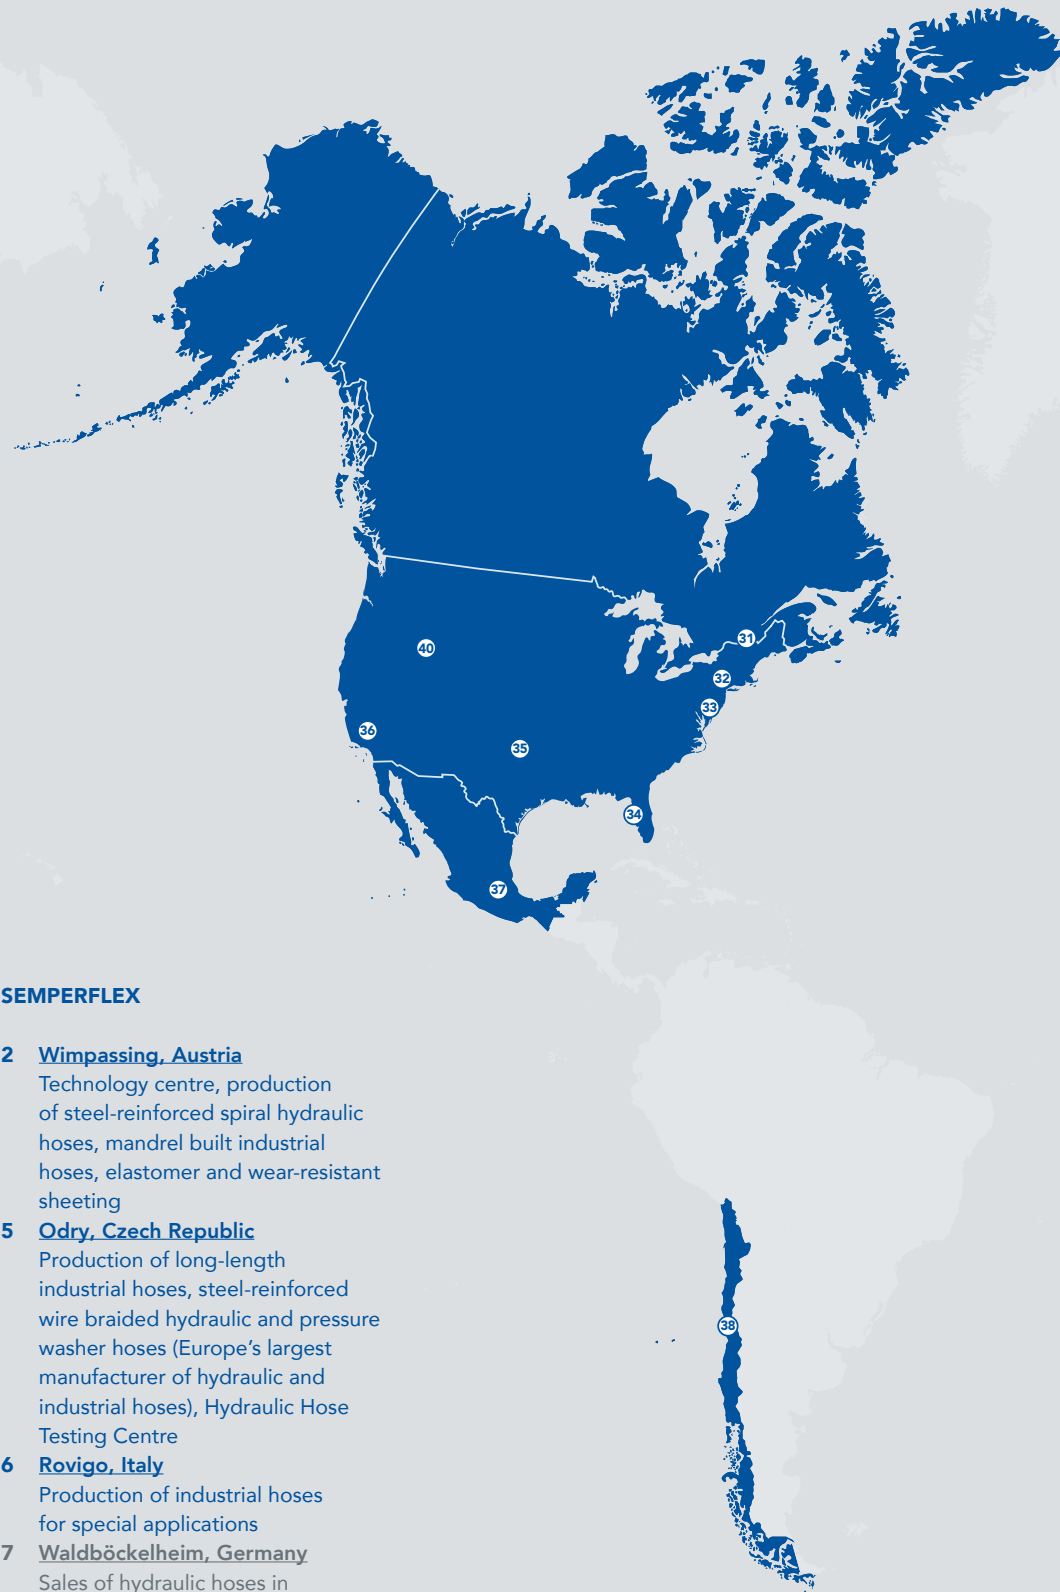 31
40
32
33
36
35
34
37
SEMPERFLEX
2 Wimpassing, Austria
Technology centre, production
of steel-reinforced spiral hydraulic
hoses, mandrel built industrial
hoses, elastomer and wear-resistant
sheeting
5 Odry, Czech Republic
Production of long-length
industrial hoses, steel-reinforced
wire braided hydraulic and pressure
washer hoses (Europe’s largest
manufacturer of hydraulic and
industrial hoses), Hydraulic Hose
Testing Centre
6 Rovigo, Italy
Production of industrial hoses
for special applications
7 Waldböckelheim, Germany
Sales of hydraulic hoses in
38